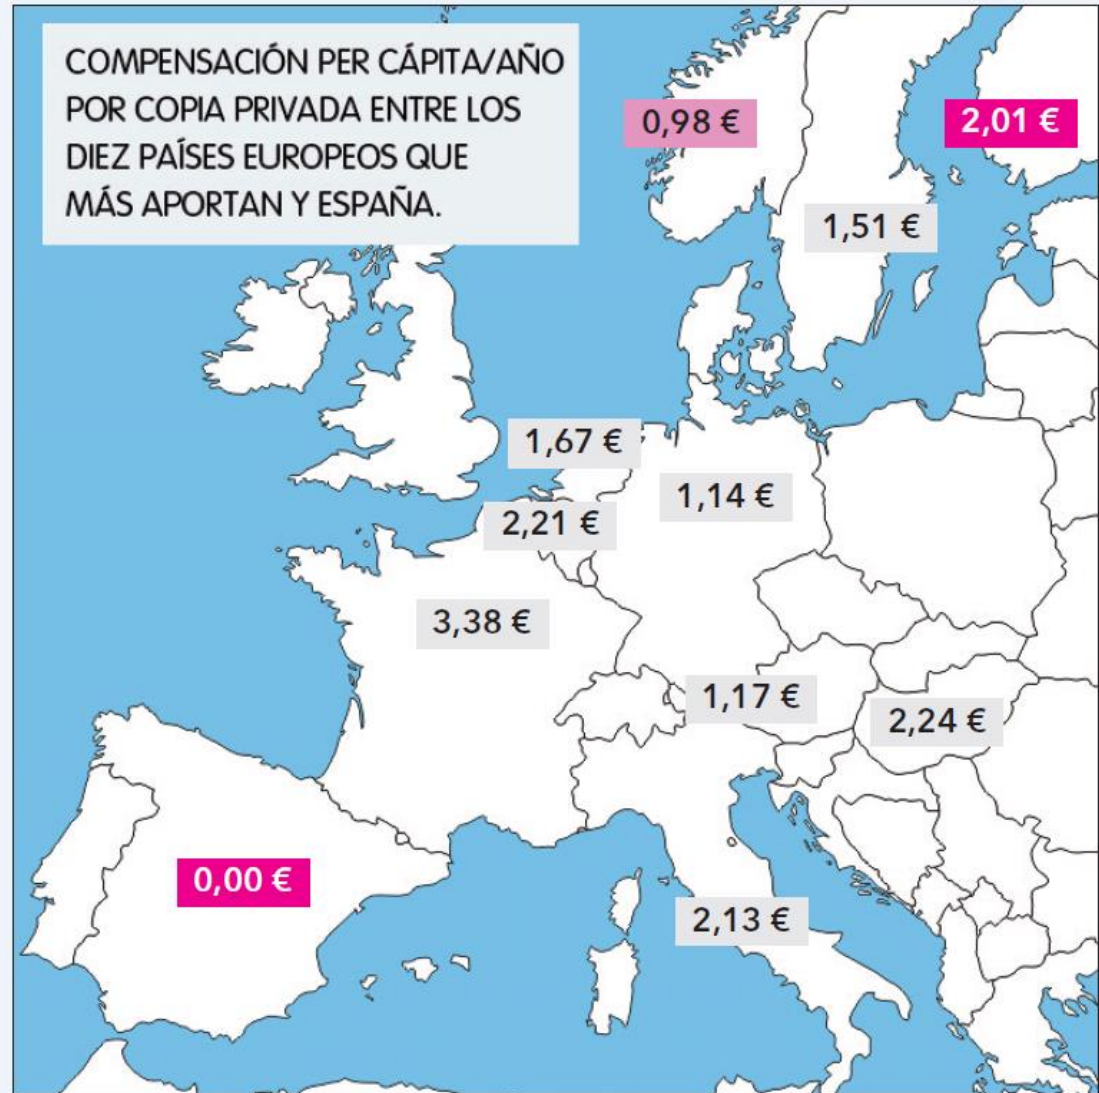 COMPENSACIÓN PER CÁPITA/AÑO
POR COPIA PRIVADA ENTRE LOS
DIEZ PAÍSES EUROPEOS QUE
MÁS APORTAN Y ESPAÑA.
0,98 €
2,01 €
1,51 €
1,67 €
1,14 €
2,21 €
3,38 €
1,17 €
2,24 €
0,00 €
2,13 €